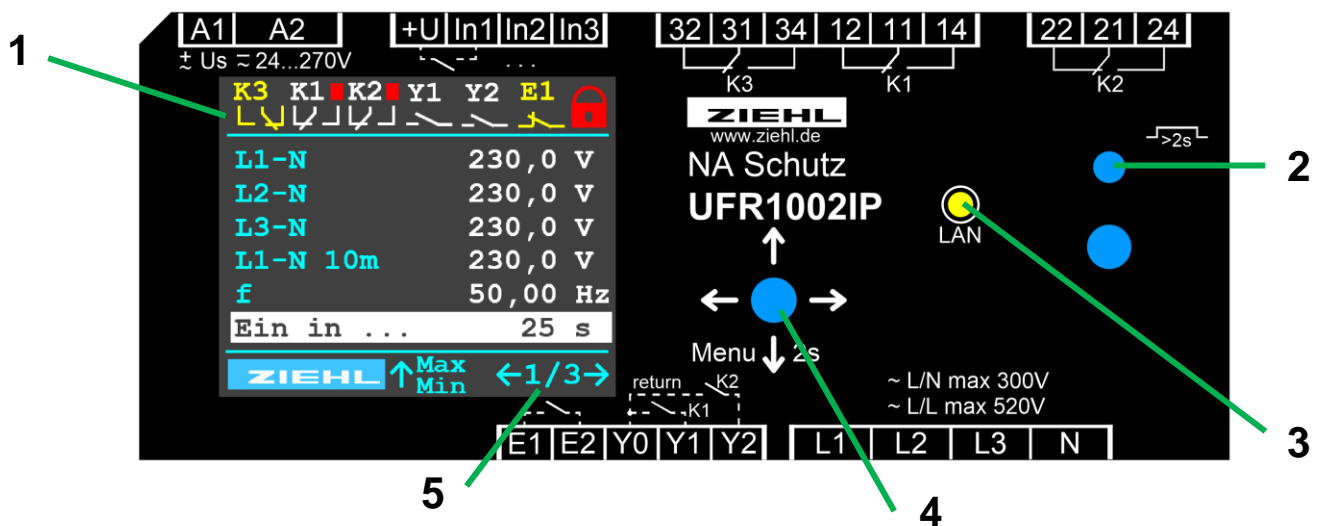 A1 A2 +U In1 In2 In3 32 31 34 12 11 14 22 21 24
± Us ≂ 24...270V ...
K3 K1 K2
1
K3 K1 K2 Y1 Y2 E1
L1-N 230,0 V
L2-N 230,0 V
L3-N 230,0 V
L1-N 10m 230,0 V
f 50,00 Hz
Ein in ... 25 s
ZIEHL ↑ Max Min ←1/3→
ZIEHL
www.ziehl.de
NA Schutz
UFR1002IP
↑
← →
Menu ↓ 2s
LAN
>2s
2
3
return K2
K1
~ L/N max 300V
~ L/L max 520V
E1 E2 Y0 Y1 Y2 L1 L2 L3 N
5
4